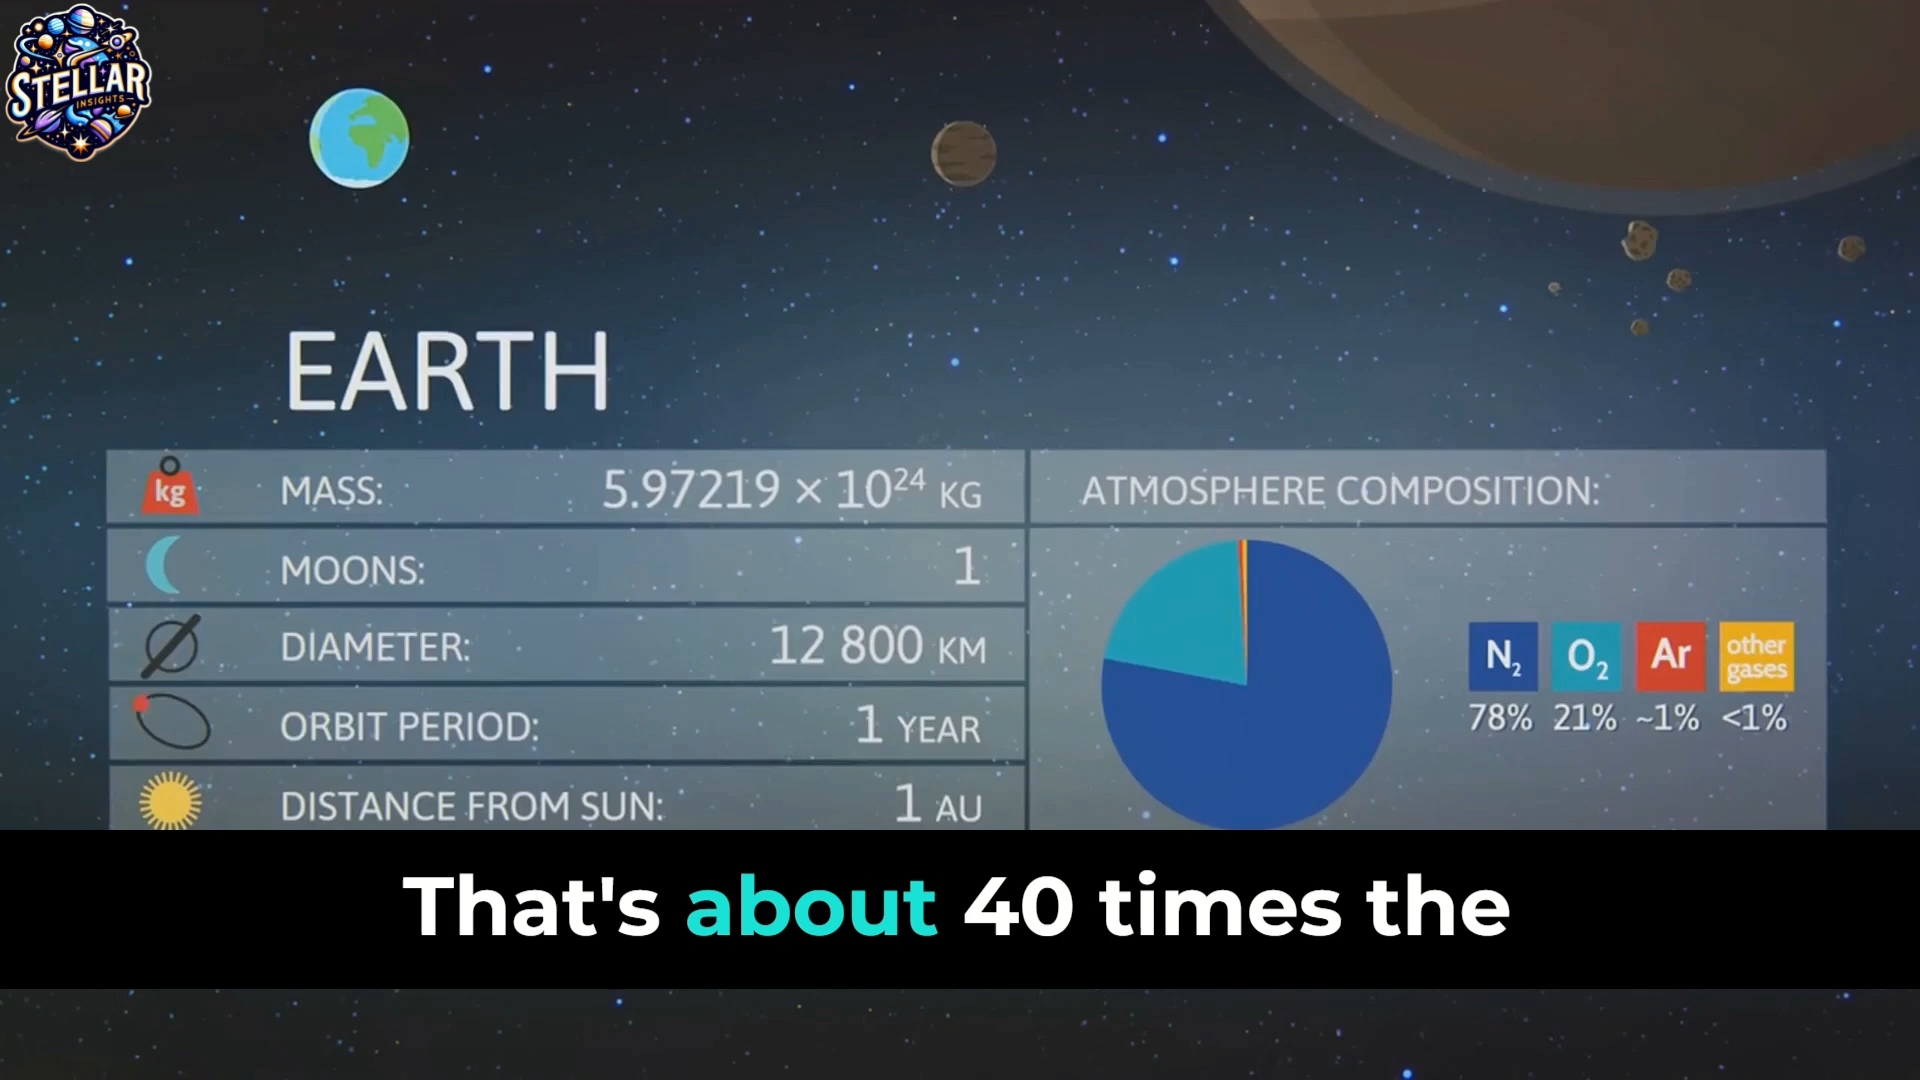 STELLAR
INSIGHTS
EARTH
kg MASS: 5.97219 × 10²⁴ KG
MOONS: 1
DIAMETER: 12 800 KM
ORBIT PERIOD: 1 YEAR
DISTANCE FROM SUN: 1 AU
ATMOSPHERE COMPOSITION:
N₂ O₂ Ar other gases
78% 21% ~1% <1%
That's about 40 times the